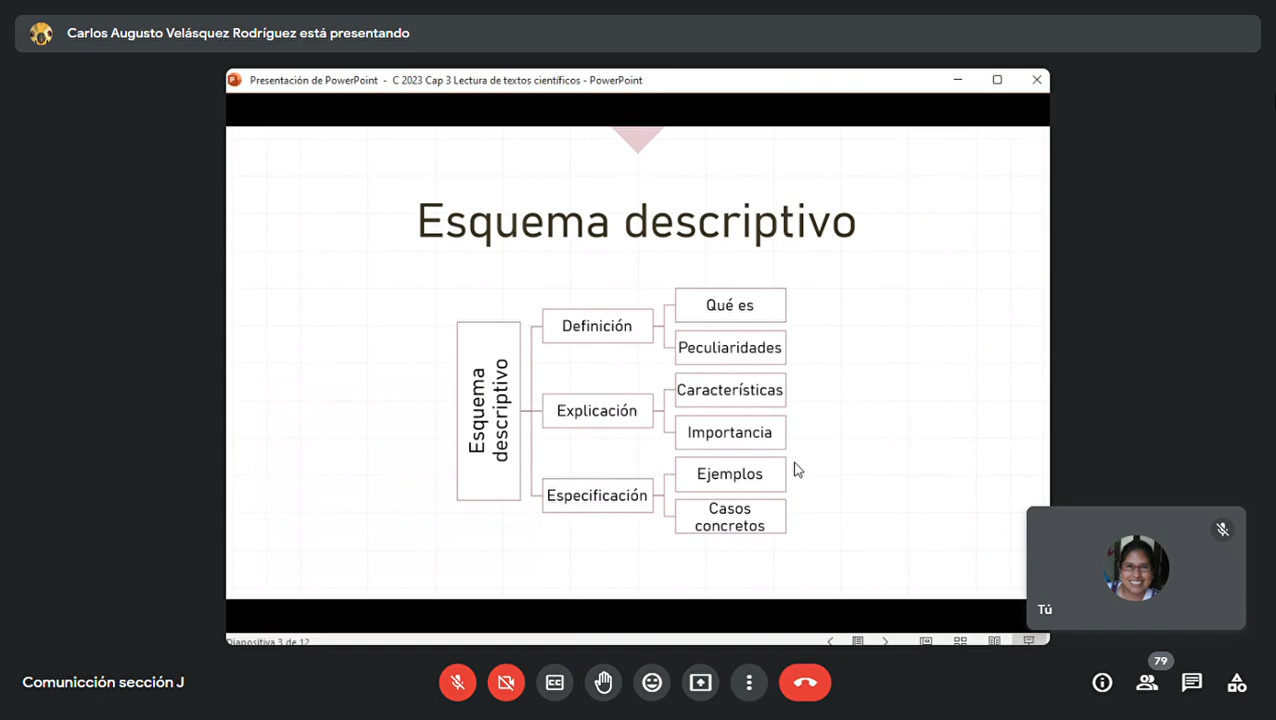 Carlos Augusto Velásquez Rodríguez está presentando
Presentación de PowerPoint - C 2023 Cap 3 Lectura de textos científicos - PowerPoint
Esquema descriptivo
Esquema
descriptivo
Definición
Qué es
Peculiaridades
Explicación
Características
Importancia
Especificación
Ejemplos
Casos
concretos
Tú
Diapositiva 3 de 12
Comunicción sección J
CC
79